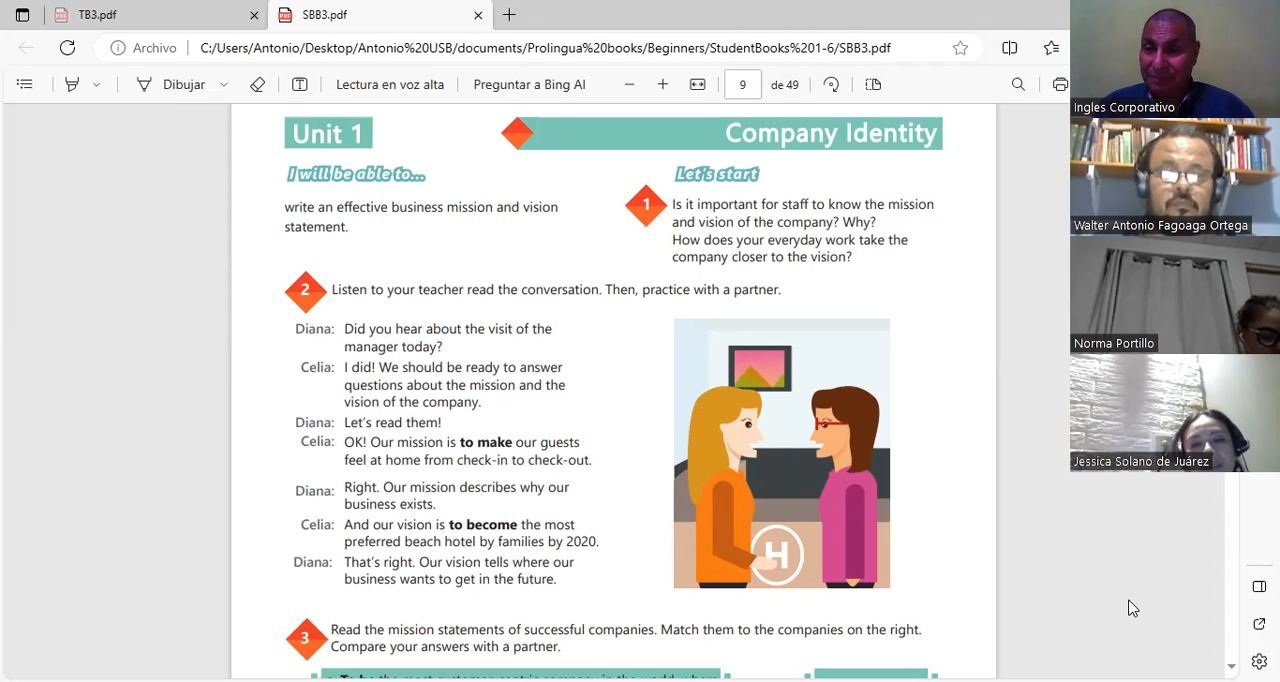 TB3.pdf
SBB3.pdf
Archivo
C:/Users/Antonio/Desktop/Antonio%20USB/documents/Prolingua%20books/Beginners/StudentBooks%201-6/SBB3.pdf
Dibujar
Lectura en voz alta
Preguntar a Bing AI
9
de 49
Unit 1
Company Identity
I will be able to...
write an effective business mission and vision
statement.
Let's start
1
Is it important for staff to know the mission
and vision of the company? Why?
How does your everyday work take the
company closer to the vision?
2
Listen to your teacher read the conversation. Then, practice with a partner.
Diana: Did you hear about the visit of the
manager today?
Celia: I did! We should be ready to answer
questions about the mission and the
vision of the company.
Diana: Let's read them!
Celia: OK! Our mission is to make our guests
feel at home from check-in to check-out.
Diana: Right. Our mission describes why our
business exists.
Celia: And our vision is to become the most
preferred beach hotel by families by 2020.
Diana: That's right. Our vision tells where our
business wants to get in the future.
H
3
Read the mission statements of successful companies. Match them to the companies on the right.
Compare your answers with a partner.
a. To be the most customer-centric company in the world, where
Ingles Corporativo
Walter Antonio Fagoaga Ortega
Norma Portillo
Jessica Solano de Juárez